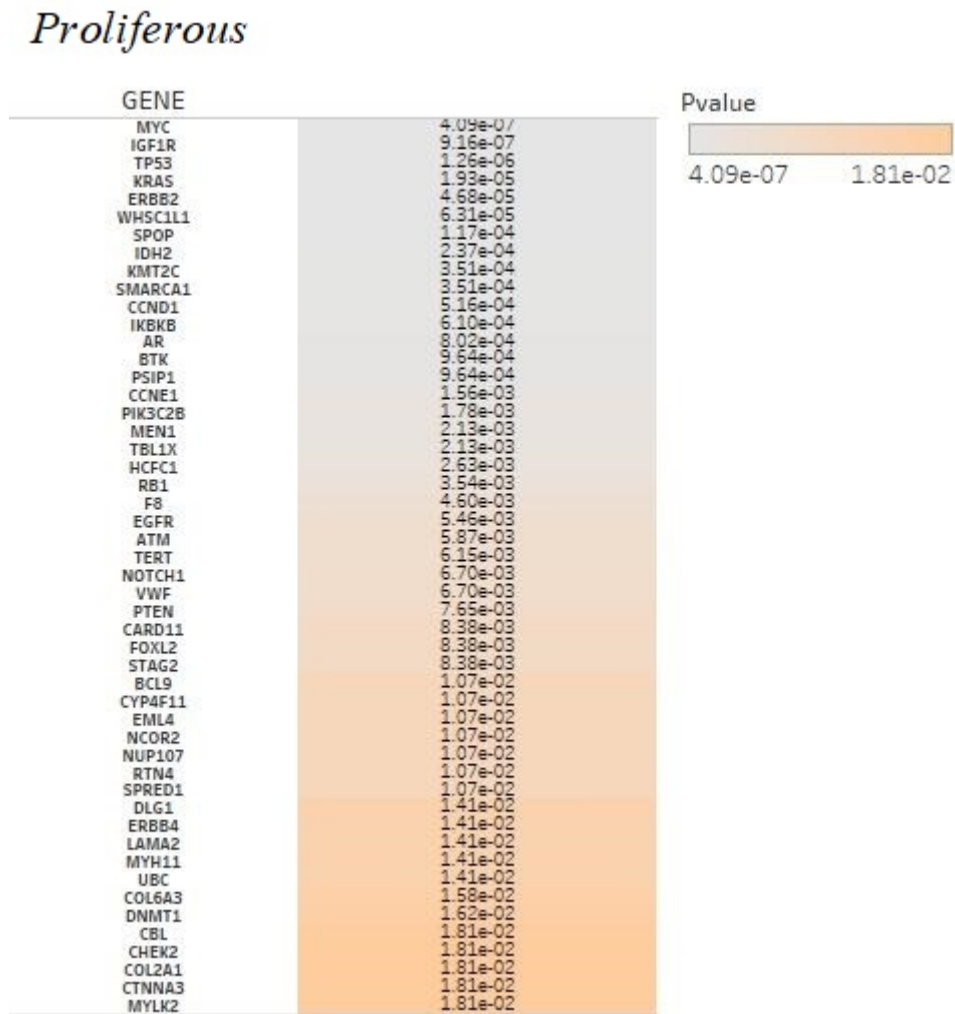 Proliferous
GENE
Pvalue
4.09e-07 1.81e-02
MYC 4.09e-07
IGF1R 9.16e-07
TP53 1.26e-06
KRAS 1.93e-05
ERBB2 4.68e-05
WHSC1L1 6.31e-05
SPOP 1.17e-04
IDH2 2.37e-04
KMT2C 3.51e-04
SMARCA1 3.51e-04
CCND1 5.16e-04
IKBKB 6.10e-04
AR 8.02e-04
BTK 9.64e-04
PSIP1 9.64e-04
CCNE1 1.56e-03
PIK3C2B 1.78e-03
MEN1 2.13e-03
TBL1X 2.13e-03
HCFC1 2.63e-03
RB1 3.54e-03
F8 4.60e-03
EGFR 5.46e-03
ATM 5.87e-03
TERT 6.15e-03
NOTCH1 6.70e-03
VWF 6.70e-03
PTEN 7.65e-03
CARD11 8.38e-03
FOXL2 8.38e-03
STAG2 8.38e-03
BCL9 1.07e-02
CYP4F11 1.07e-02
EML4 1.07e-02
NCOR2 1.07e-02
NUP107 1.07e-02
RTN4 1.07e-02
SPRED1 1.07e-02
DLG1 1.41e-02
ERBB4 1.41e-02
LAMA2 1.41e-02
MYH11 1.41e-02
UBC 1.41e-02
COL6A3 1.58e-02
DNMT1 1.62e-02
CBL 1.81e-02
CHEK2 1.81e-02
COL2A1 1.81e-02
CTNNA3 1.81e-02
MYLK2 1.81e-02